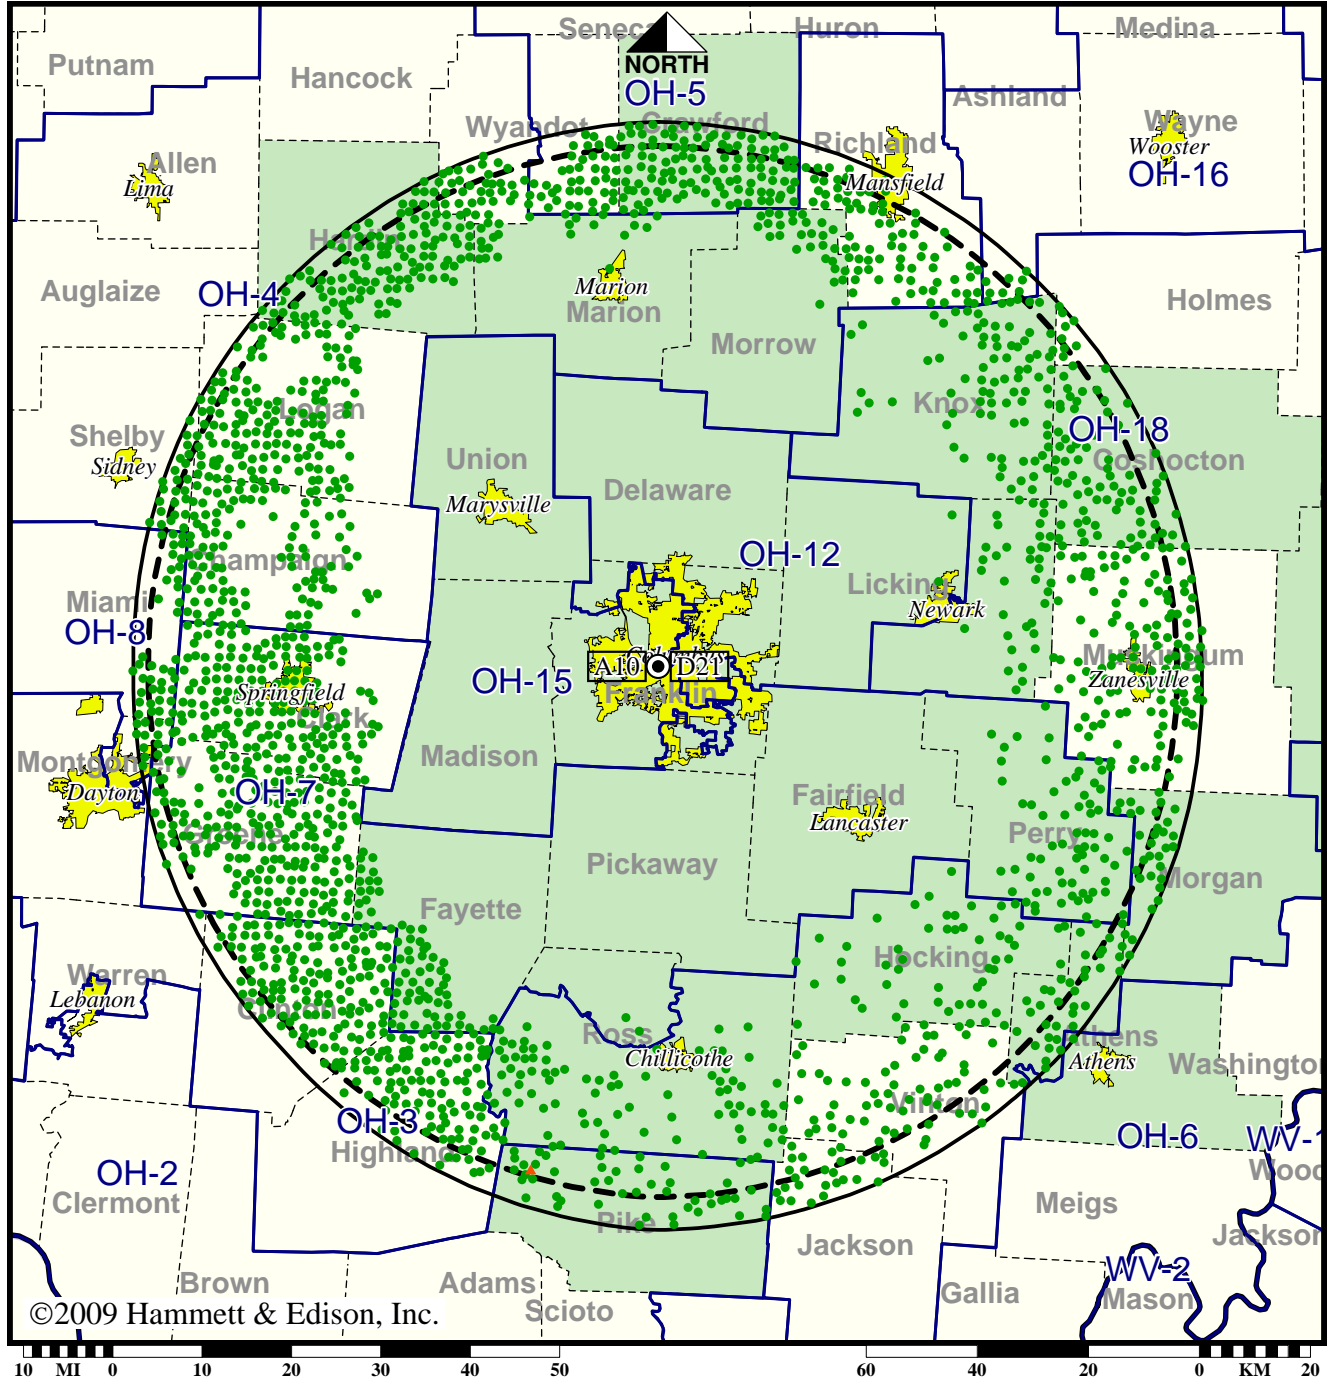 Seneca
Huron
Medina
Putnam
Hancock
NORTH
OH-5
Ashland
Wyandot
Crawford
Richland
Wayne
Wooster
OH-16
Allen
Lima
Mansfield
Hardin
Auglaize
OH-4
Marion
Marion
Holmes
Morrow
Logan
Knox
Shelby
Sidney
OH-18
Coshocton
Union
Marysville
Delaware
Champaign
OH-12
Licking
Newark
Miami
OH-8
Columbus
A10
D21
Muskingum
Zanesville
OH-15
Springfield
Clark
Franklin
Montgomery
Dayton
Madison
OH-7
Greene
Fairfield
Lancaster
Perry
Pickaway
Morgan
Fayette
Warren
Lebanon
Hocking
Clinton
Ross
Chillicothe
Athens
Athens
Washington
Vinton
OH-3
Highland
OH-6
WV-1
Wood
OH-2
Clermont
Pike
Meigs
Jackson
Jackson
Brown
Adams
Scioto
Gallia
WV-2
Mason
©2009 Hammett & Edison, Inc.
10 MI 0 10 20 30 40 50
60 40 20 0 KM 20